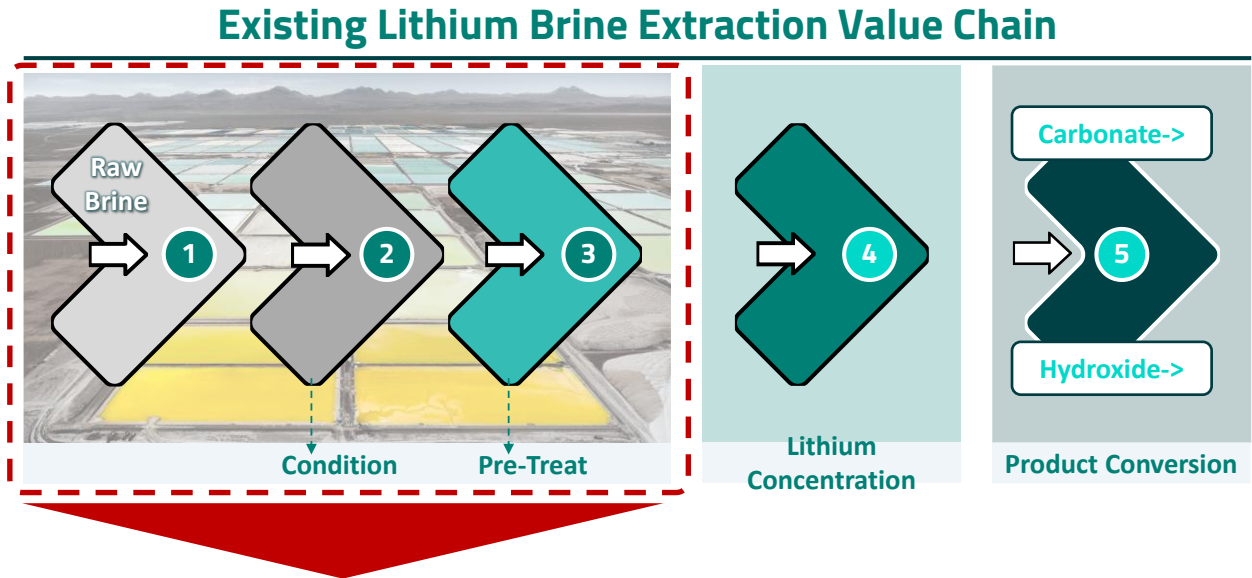 Existing Lithium Brine Extraction Value Chain
Raw
Brine
1
2
3
4
5
Carbonate->
Hydroxide->
Condition
Pre-Treat
Lithium
Concentration
Product Conversion